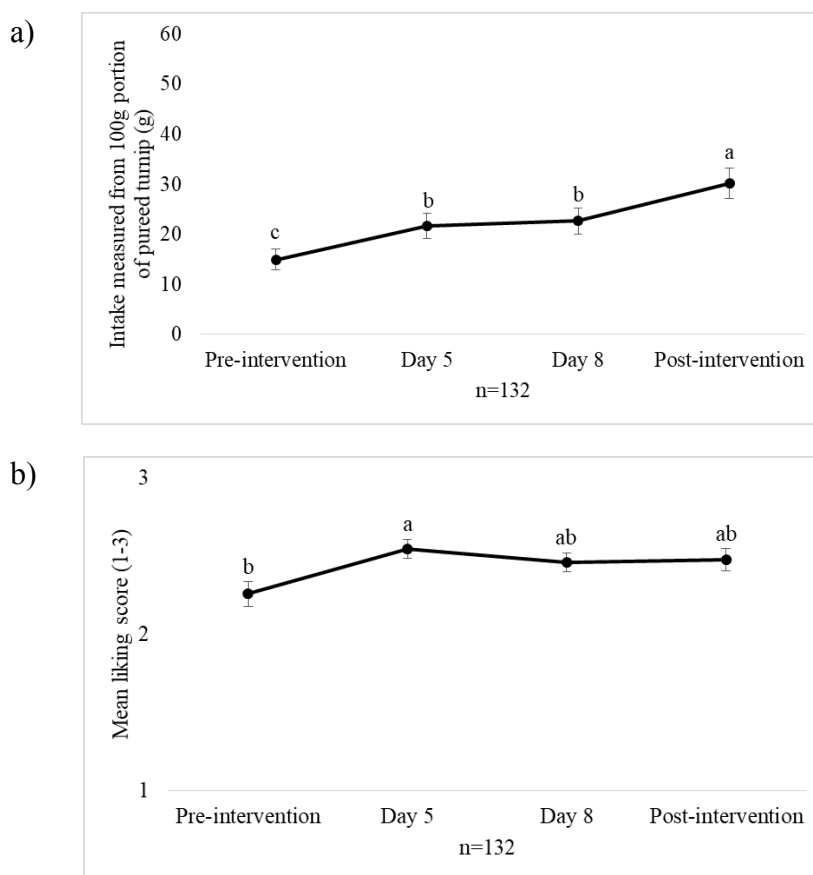 a)
Intake measured from 100g portion
of pureed turnip (g)
60
50
40
30
20
10
0
c
b
b
a
Pre-intervention Day 5 Day 8 Post-intervention
n=132
b)
Mean liking score (1-3)
3
2
1
b
a
ab
ab
Pre-intervention Day 5 Day 8 Post-intervention
n=132